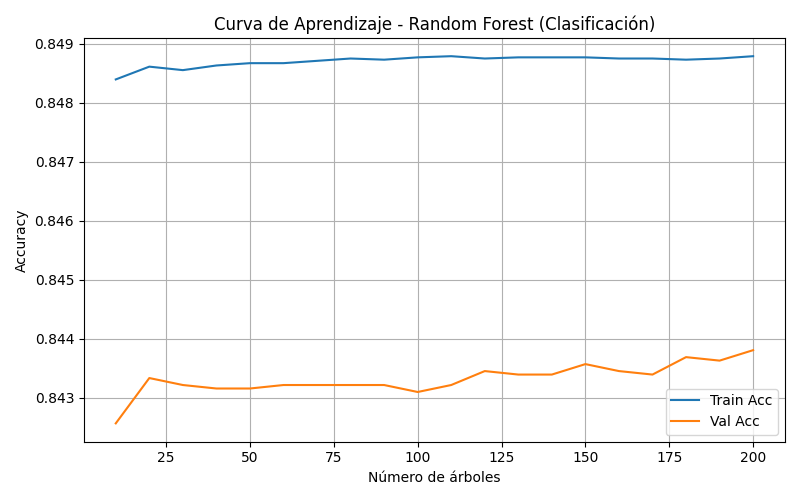 Curva de Aprendizaje - Random Forest (Clasificación)
0.849
0.848
0.847
0.846
0.845
0.844
0.843
Accuracy
Train Acc
Val Acc
25 50 75 100 125 150 175 200
Número de árboles